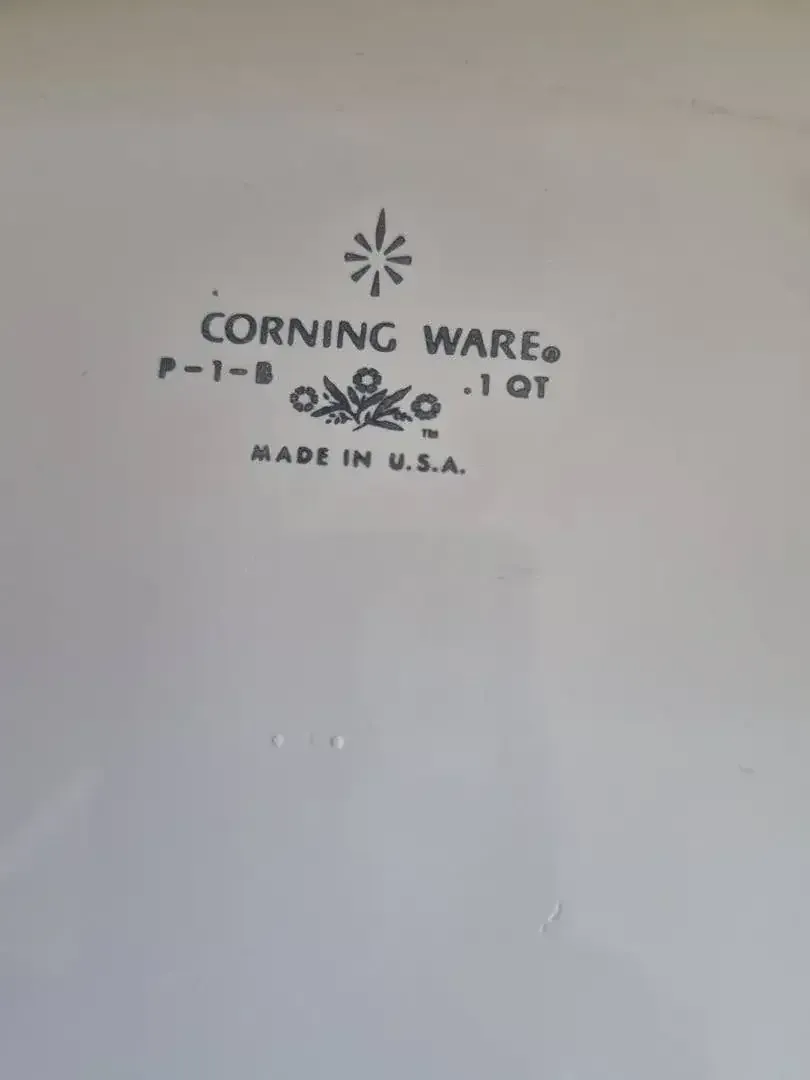 CORNING WARE®
P-1-B .1 QT
TM
MADE IN U.S.A.